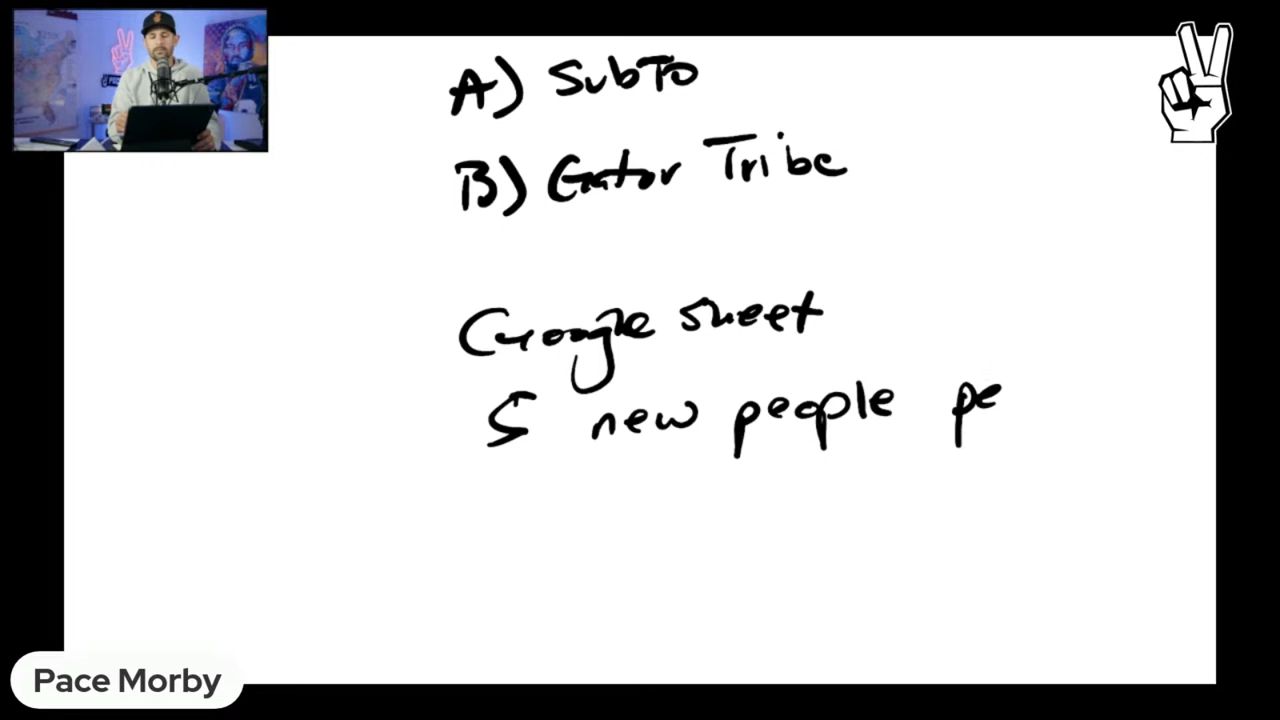 A) SubTo
B) Gator Tribe
Google sheet
5 new people pe
Pace Morby